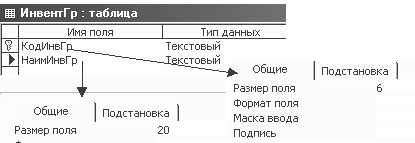 ИнвентГр : таблица
Имя поля Тип данных
КодИнвГр Текстовый
НаимИнвГр Текстовый
Общие Подстановка
Размер поля 6
Формат поля
Маска ввода
Подпись
Общие Подстановка
Размер поля 20